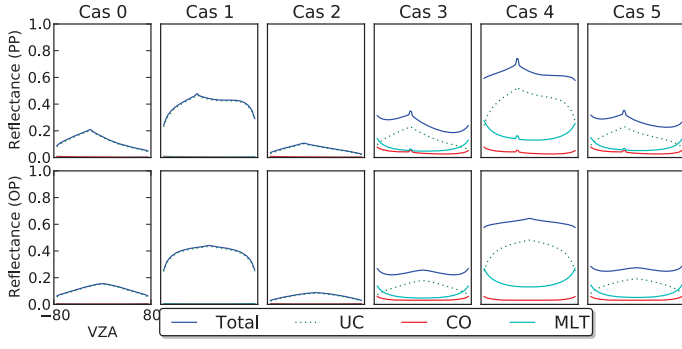 Cas 0 Cas 1 Cas 2 Cas 3 Cas 4 Cas 5
Reflectance (PP)
1.0
0.8
0.6
0.4
0.2
0.0
Reflectance (OP)
1.0
0.8
0.6
0.4
0.2
0.0
−80 80
VZA
Total UC CO MLT